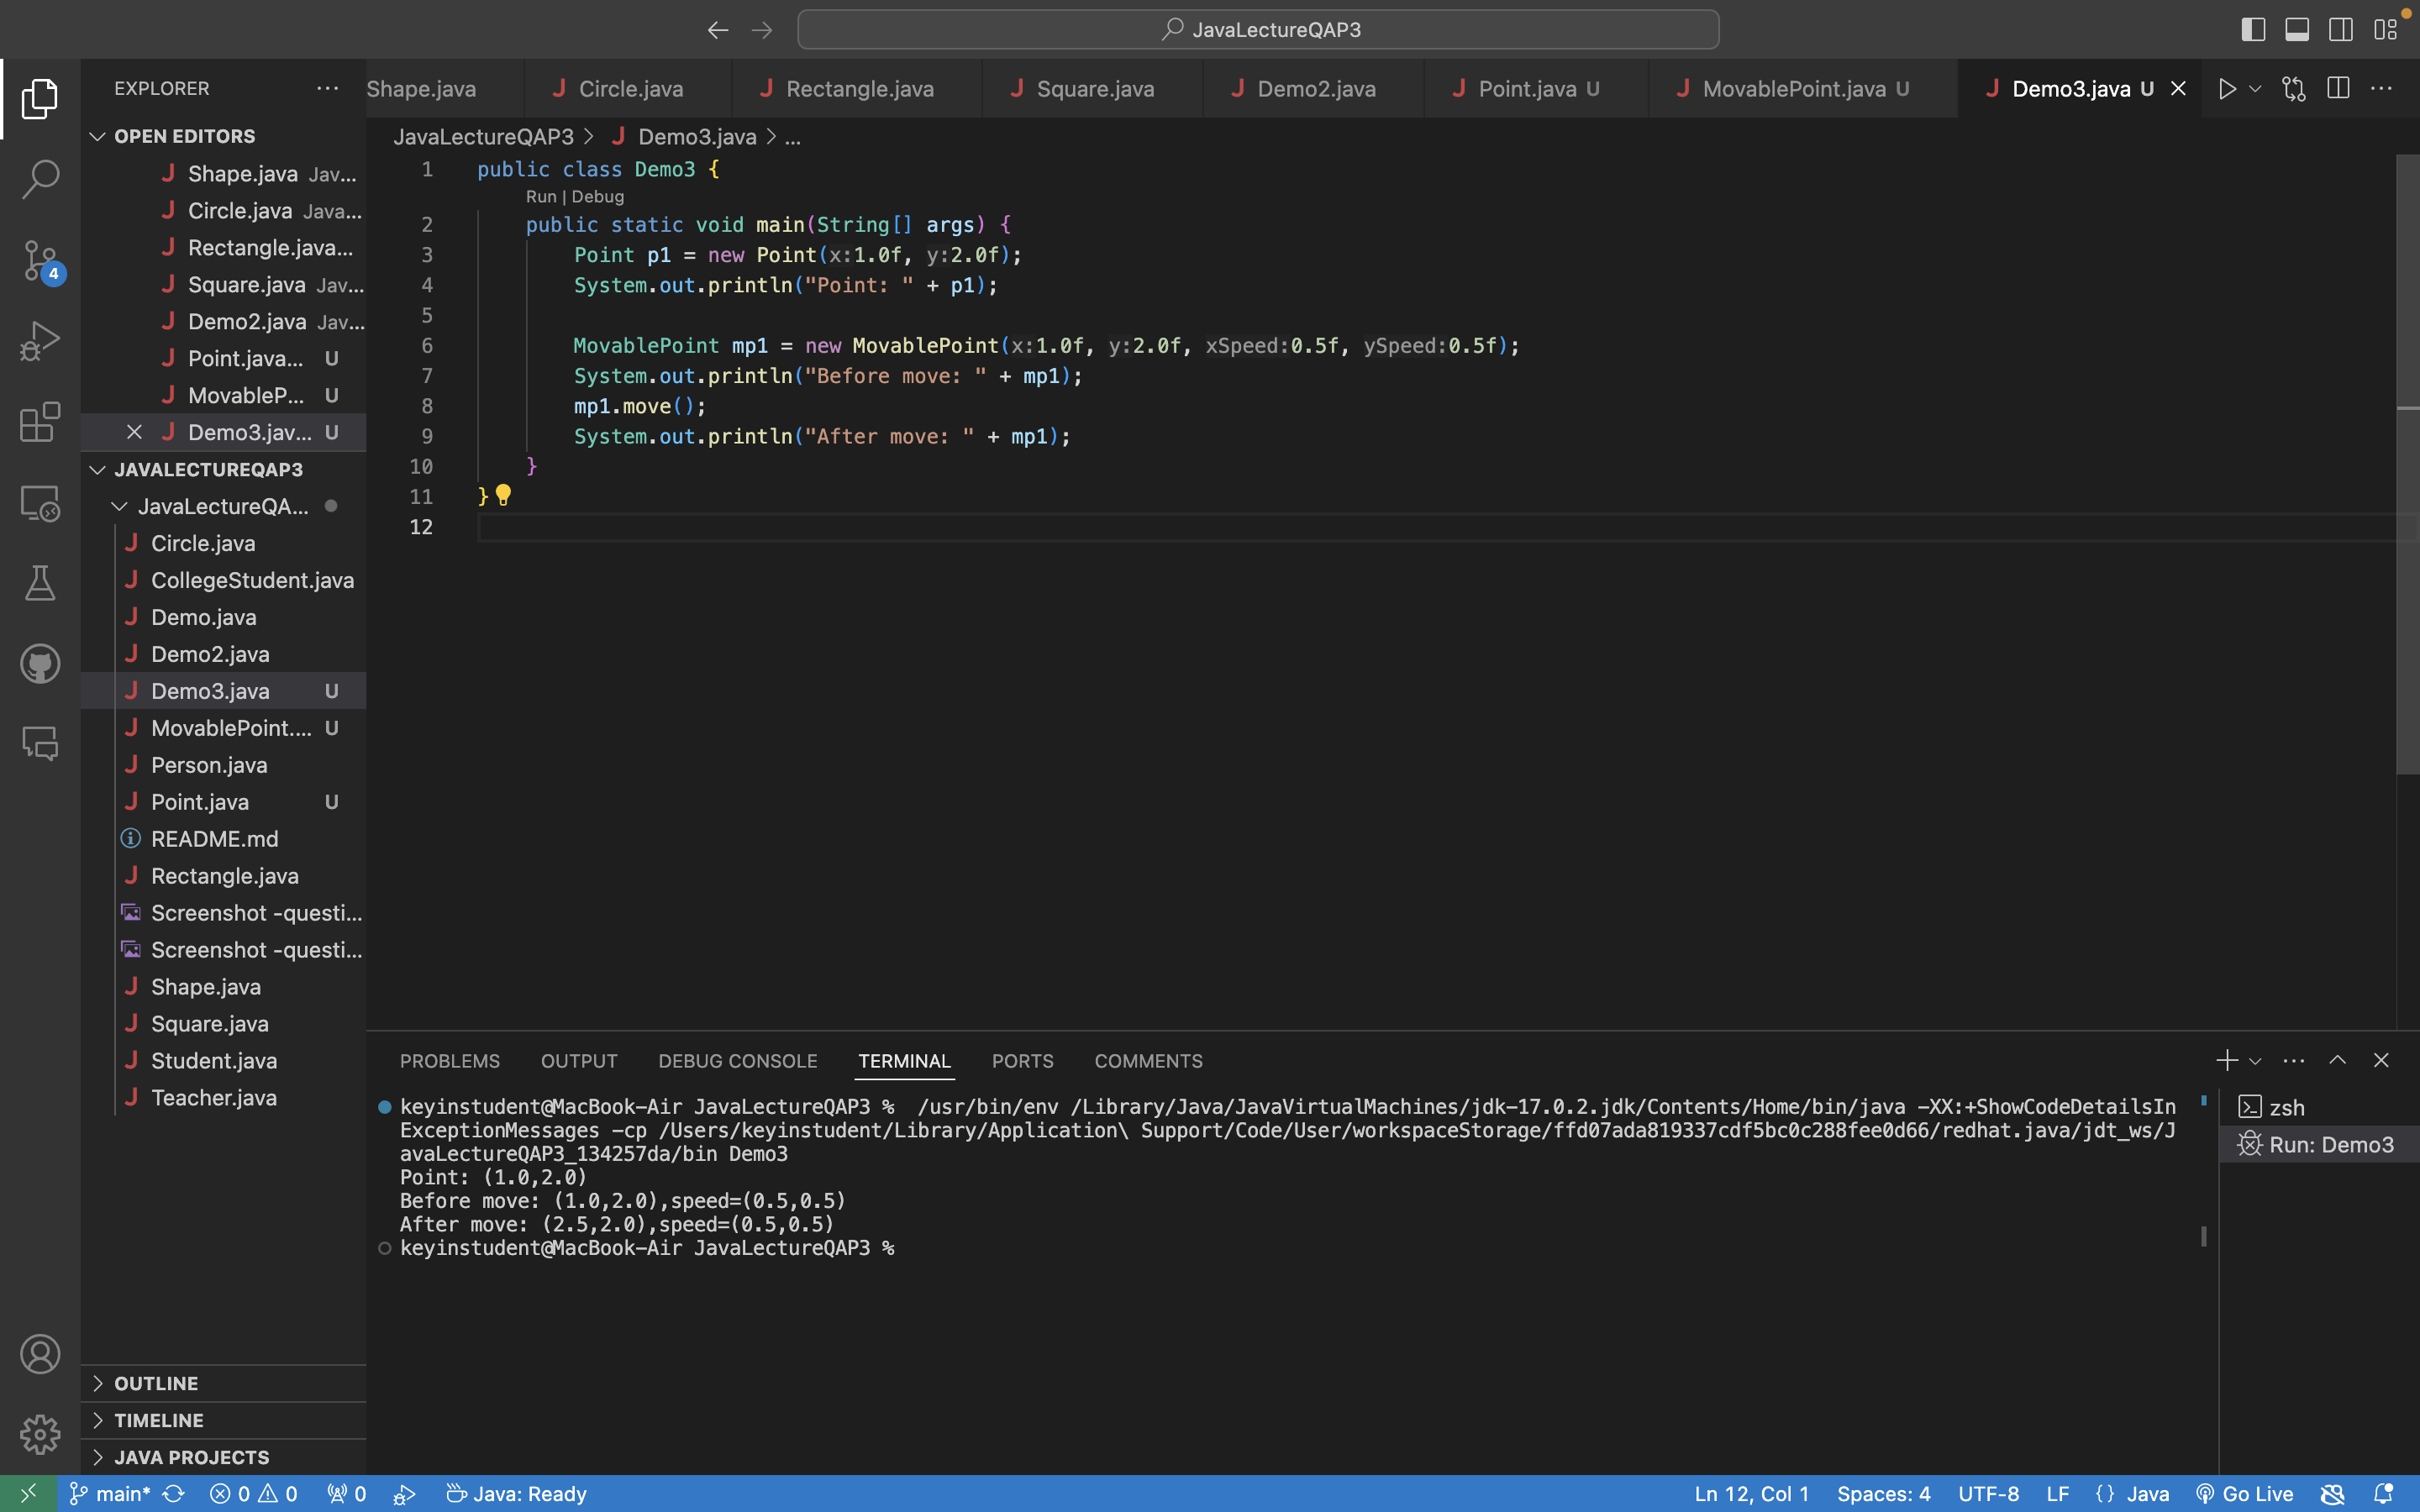 JavaLectureQAP3
EXPLORER
Shape.java
Circle.java
Rectangle.java
Square.java
Demo2.java
Point.java U
MovablePoint.java U
Demo3.java U
OPEN EDITORS
Shape.java Jav...
Circle.java Java...
Rectangle.java...
Square.java Jav...
Demo2.java Jav...
Point.java... U
MovableP... U
Demo3.jav... U
4
JAVALECTUREQAP3
JavaLectureQA...
Circle.java
CollegeStudent.java
Demo.java
Demo2.java
Demo3.java U
MovablePoint.... U
Person.java
Point.java U
README.md
Rectangle.java
Screenshot -questi...
Screenshot -questi...
Shape.java
Square.java
Student.java
Teacher.java
OUTLINE
TIMELINE
JAVA PROJECTS
JavaLectureQAP3 > Demo3.java > ...
1 public class Demo3 {
Run | Debug
2 public static void main(String[] args) {
3 Point p1 = new Point(x:1.0f, y:2.0f);
4 System.out.println("Point: " + p1);
5
6 MovablePoint mp1 = new MovablePoint(x:1.0f, y:2.0f, xSpeed:0.5f, ySpeed:0.5f);
7 System.out.println("Before move: " + mp1);
8 mp1.move();
9 System.out.println("After move: " + mp1);
10 }
11 }
12
PROBLEMS OUTPUT DEBUG CONSOLE TERMINAL PORTS COMMENTS
keyinstudent@MacBook-Air JavaLectureQAP3 % /usr/bin/env /Library/Java/JavaVirtualMachines/jdk-17.0.2.jdk/Contents/Home/bin/java -XX:+ShowCodeDetailsIn
ExceptionMessages -cp /Users/keyinstudent/Library/Application\ Support/Code/User/workspaceStorage/ffd07ada819337cdf5bc0c288fee0d66/redhat.java/jdt_ws/J
avaLectureQAP3_134257da/bin Demo3
Point: (1.0,2.0)
Before move: (1.0,2.0),speed=(0.5,0.5)
After move: (2.5,2.0),speed=(0.5,0.5)
keyinstudent@MacBook-Air JavaLectureQAP3 %
zsh
Run: Demo3
main* 0 0 0 Java: Ready
Ln 12, Col 1 Spaces: 4 UTF-8 LF {} Java Go Live